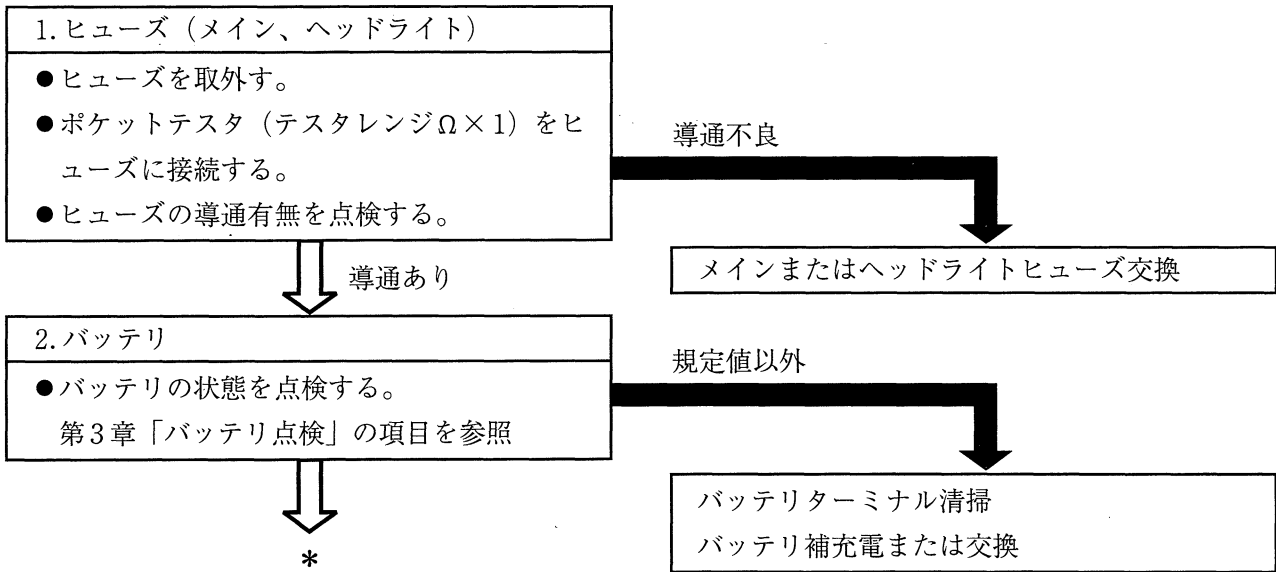 1.ヒューズ（メイン、ヘッドライト）
●ヒューズを取外す。
●ポケットテスタ（テスタレンジΩ×1）をヒ
ューズに接続する。
●ヒューズの導通有無を点検する。
導通不良
メインまたはヘッドライトヒューズ交換
導通あり
2.バッテリ
●バッテリの状態を点検する。
第3章「バッテリ点検」の項目を参照
規定値以外
バッテリターミナル清掃
バッテリ補充電または交換
*